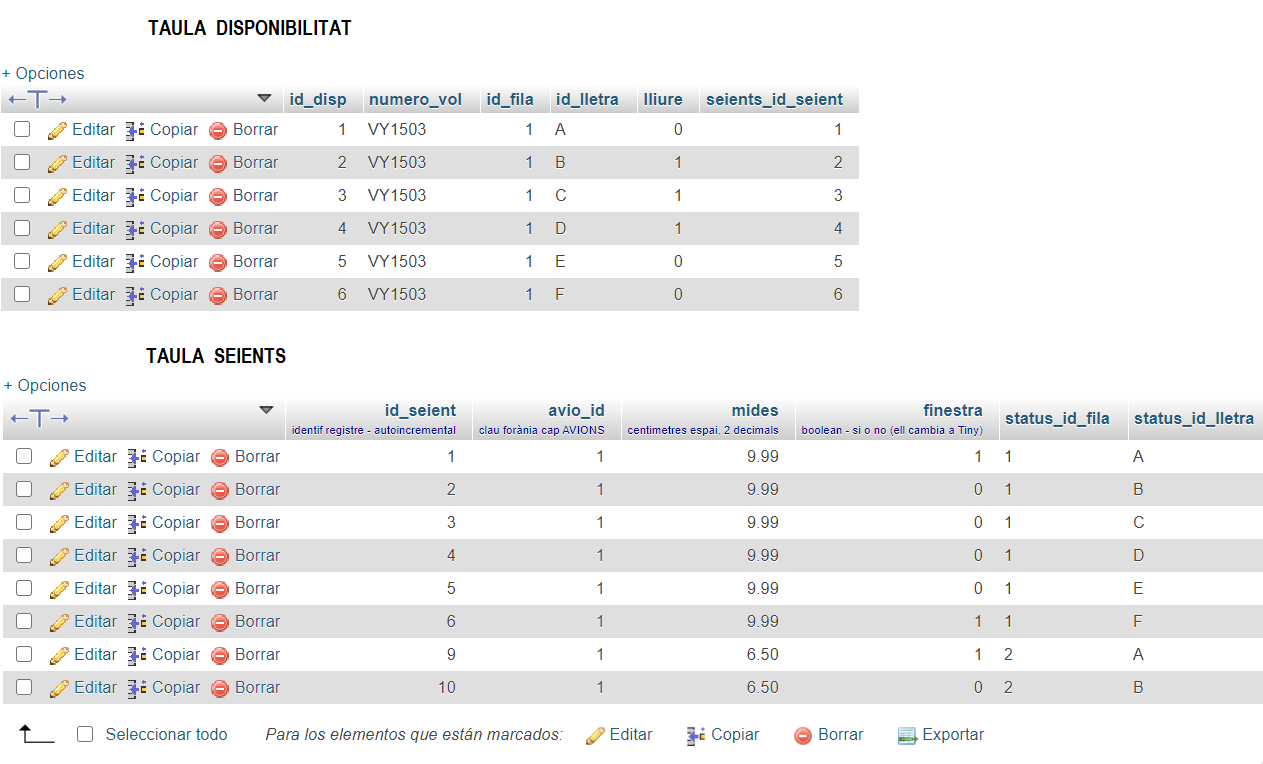 TAULA DISPONIBILITAT
+ Opciones
←T→ id_disp numero_vol id_fila id_lletra lliure seients_id_seient
Editar Copiar Borrar 1 VY1503 1 A 0 1
Editar Copiar Borrar 2 VY1503 1 B 1 2
Editar Copiar Borrar 3 VY1503 1 C 1 3
Editar Copiar Borrar 4 VY1503 1 D 1 4
Editar Copiar Borrar 5 VY1503 1 E 0 5
Editar Copiar Borrar 6 VY1503 1 F 0 6
TAULA SEIENTS
+ Opciones
←T→ id_seient avio_id mides finestra status_id_fila status_id_lletra
identif registre - autoincremental clau forània cap AVIONS centimetres espai, 2 decimals boolean - si o no (ell cambia a Tiny)
Editar Copiar Borrar 1 1 9.99 1 1 A
Editar Copiar Borrar 2 1 9.99 0 1 B
Editar Copiar Borrar 3 1 9.99 0 1 C
Editar Copiar Borrar 4 1 9.99 0 1 D
Editar Copiar Borrar 5 1 9.99 0 1 E
Editar Copiar Borrar 6 1 9.99 1 1 F
Editar Copiar Borrar 9 1 6.50 1 2 A
Editar Copiar Borrar 10 1 6.50 0 2 B
Seleccionar todo Para los elementos que están marcados: Editar Copiar Borrar Exportar